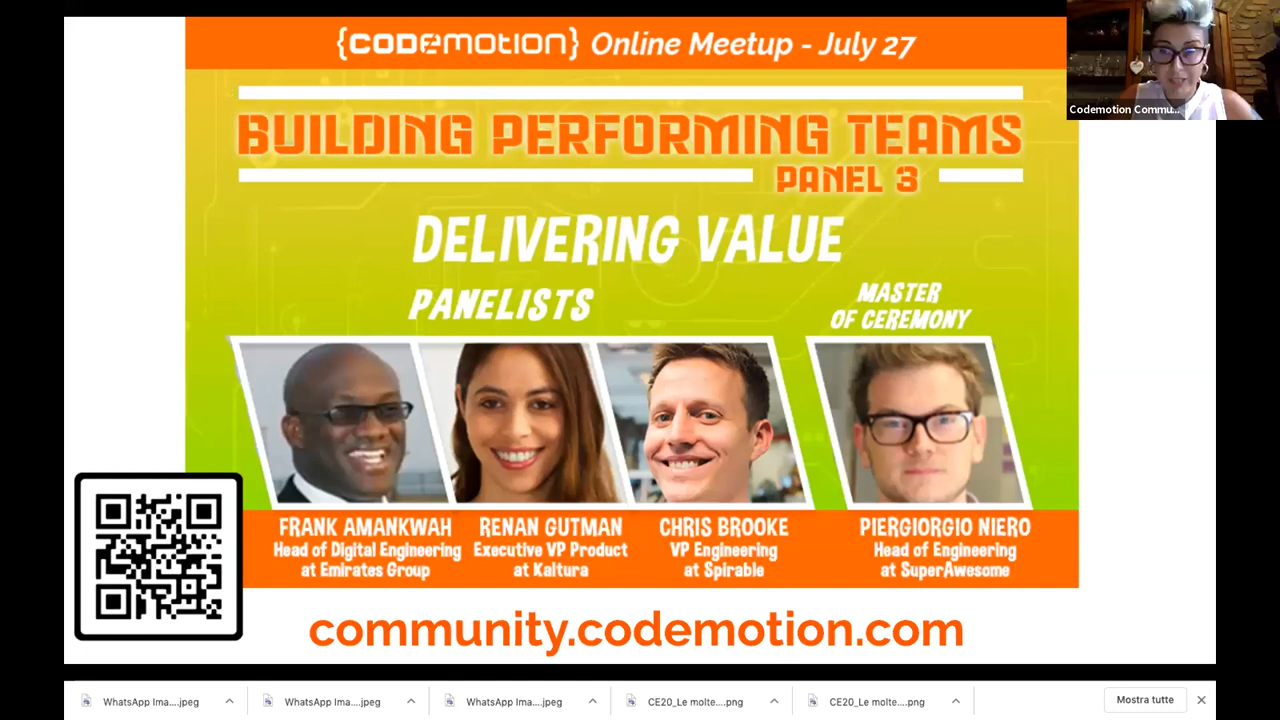 {CODEMOTION} Online Meetup - July 27
Codemotion Commu...
BUILDING PERFORMING TEAMS
PANEL 3
DELIVERING VALUE
PANELISTS
MASTER
OF CEREMONY
FRANK AMANKWAH
Head of Digital Engineering
at Emirates Group
RENAN GUTMAN
Executive VP Product
at Kaltura
CHRIS BROOKE
VP Engineering
at Spirable
PIERGIORGIO NIERO
Head of Engineering
at SuperAwesome
community.codemotion.com
WhatsApp Ima....jpeg
WhatsApp Ima....jpeg
WhatsApp Ima....jpeg
CE20_Le molte....png
CE20_Le molte....png
Mostra tutte